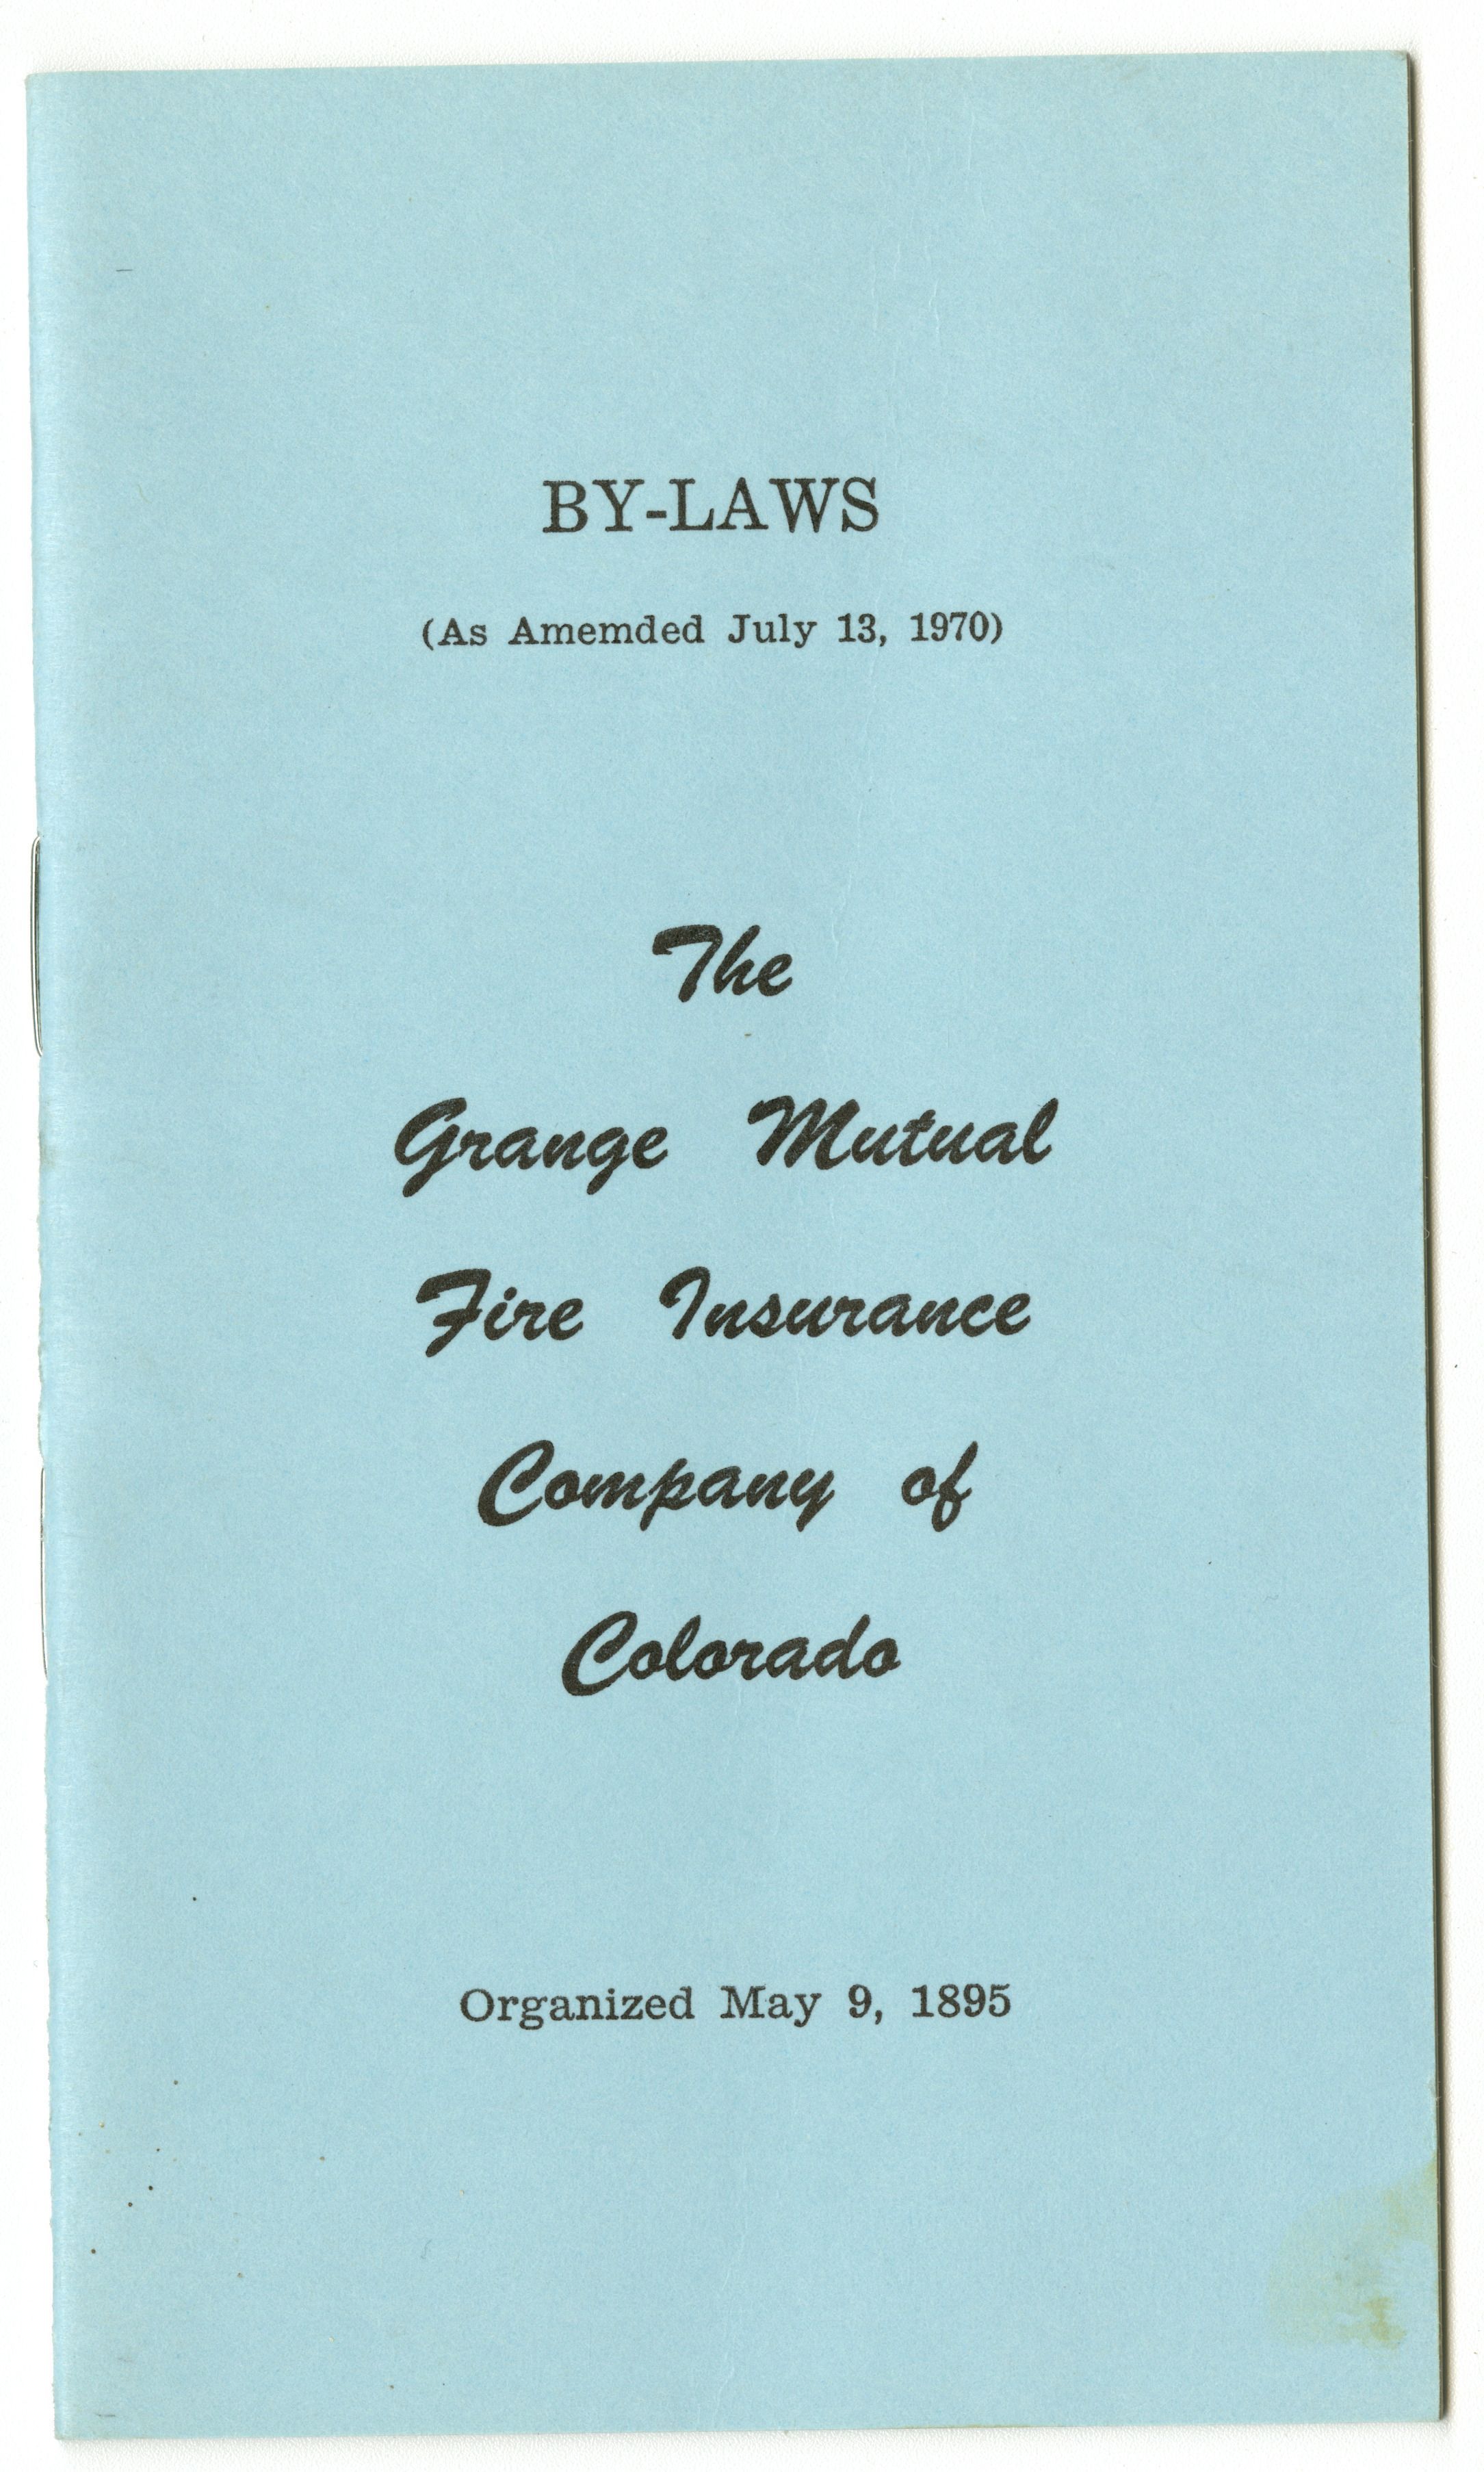 BY-LAWS
(As Amemded July 13, 1970)
The
Grange Mutual
Fire Insurance
Company of
Colorado
Organized May 9, 1895